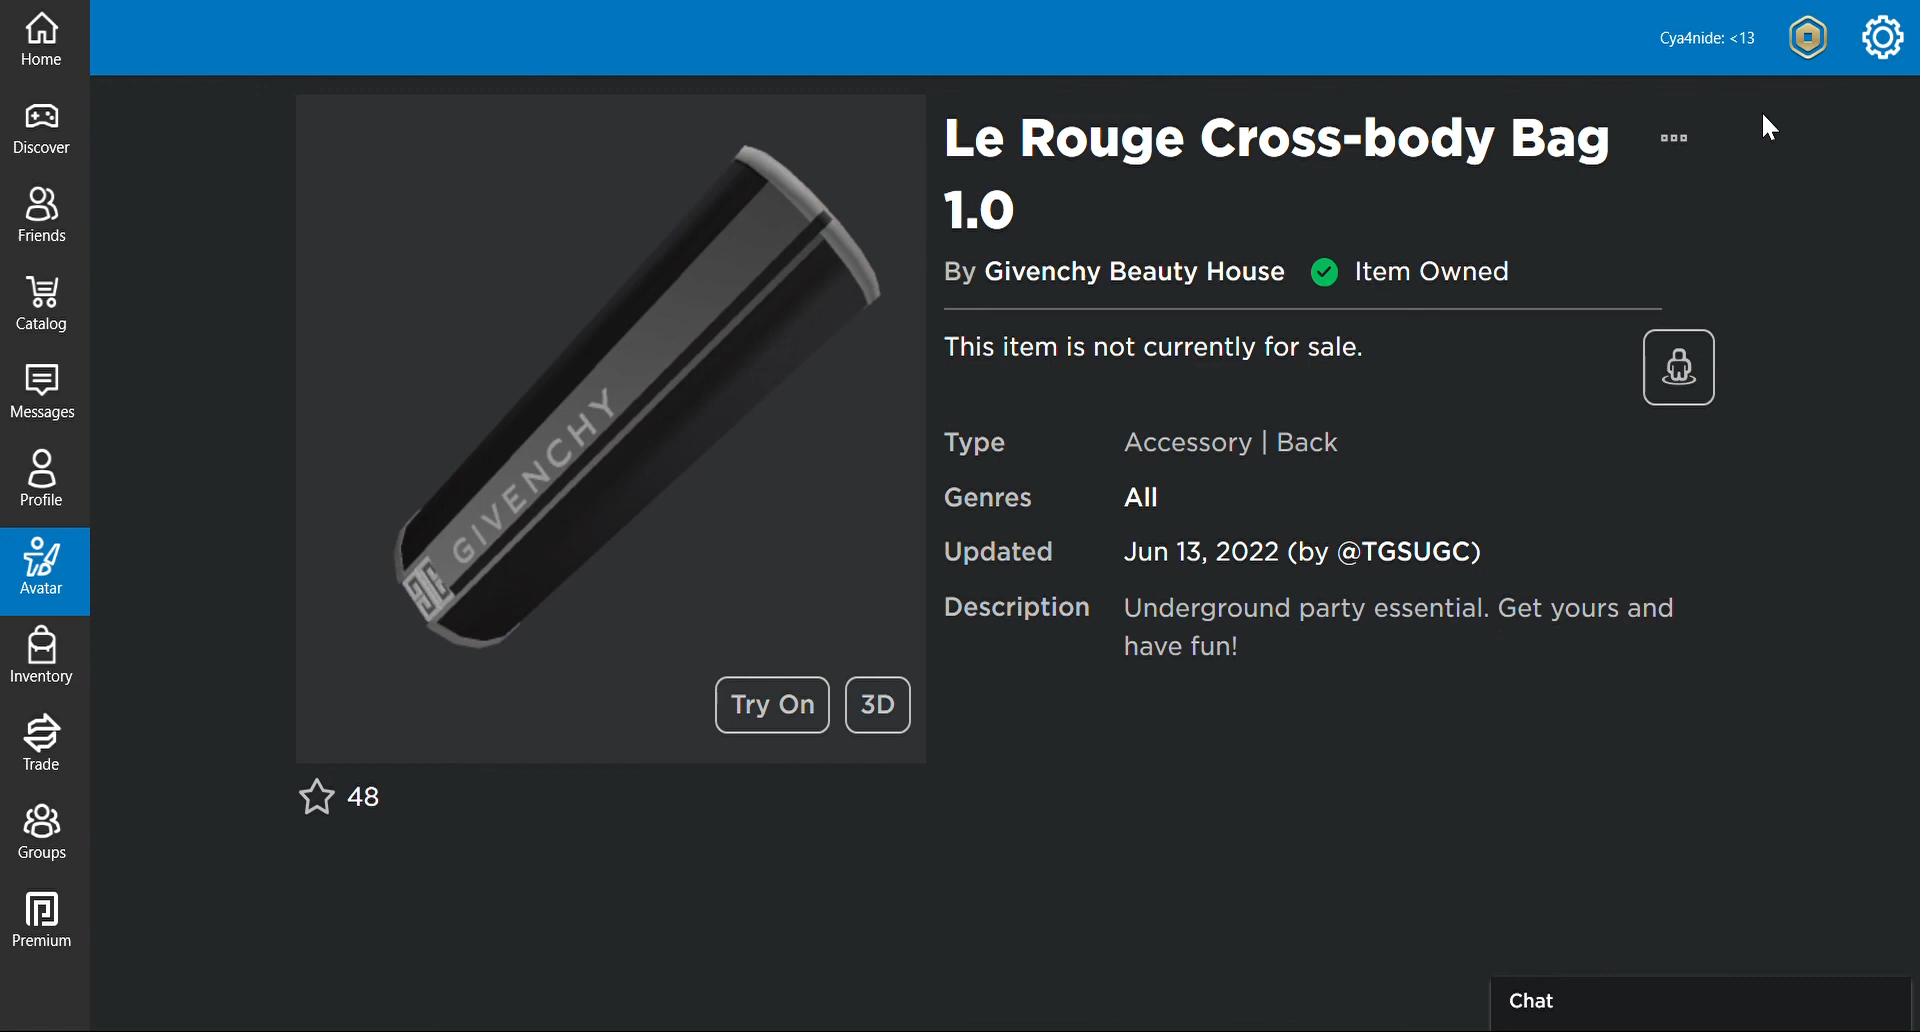 Home
Discover
Friends
Catalog
Messages
Profile
Avatar
Inventory
Trade
Groups
Premium
Cya4nide: <13
GIVENCHY
Try On
3D
48
Le Rouge Cross-body Bag
1.0
By Givenchy Beauty House Item Owned
This item is not currently for sale.
Type Accessory | Back
Genres All
Updated Jun 13, 2022 (by @TGSUGC)
Description Underground party essential. Get yours and
have fun!
Chat